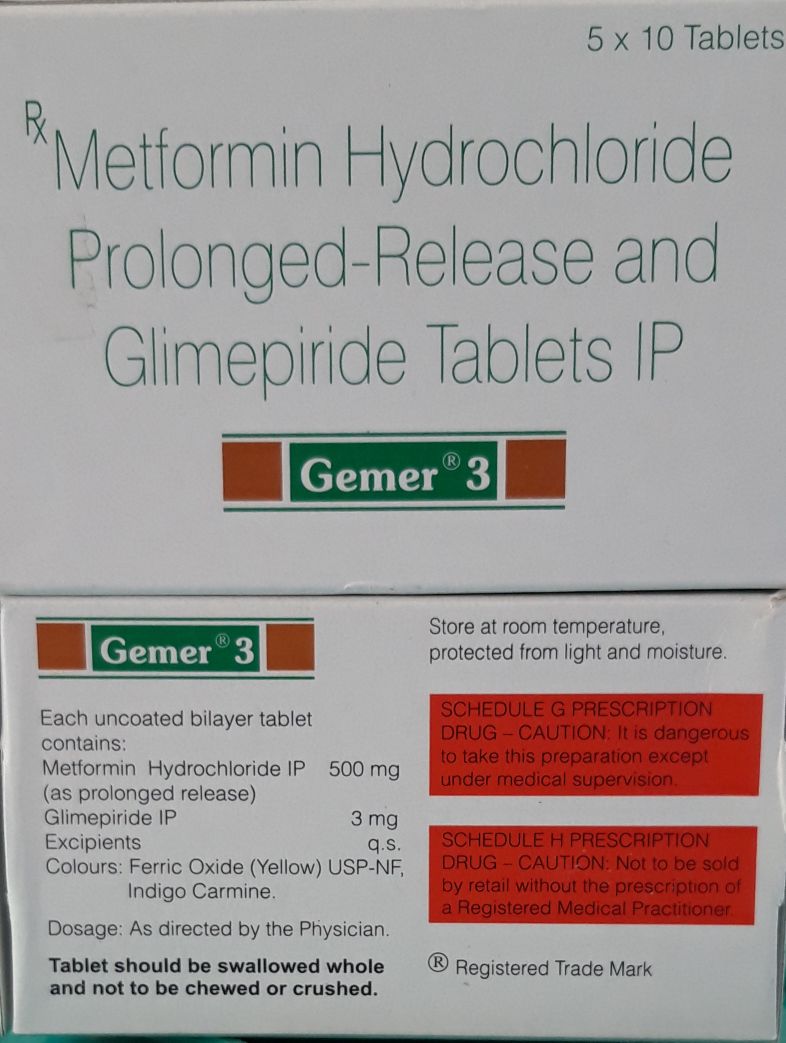 5 x 10 Tablets
Rx Metformin Hydrochloride
Prolonged-Release and
Glimepiride Tablets IP
Gemer® 3
Gemer® 3
Each uncoated bilayer tablet
contains:
Metformin Hydrochloride IP 500 mg
(as prolonged release)
Glimepiride IP 3 mg
Excipients q.s.
Colours: Ferric Oxide (Yellow) USP-NF,
Indigo Carmine.
Dosage: As directed by the Physician.
Tablet should be swallowed whole
and not to be chewed or crushed.
Store at room temperature,
protected from light and moisture.
SCHEDULE G PRESCRIPTION
DRUG – CAUTION: It is dangerous
to take this preparation except
under medical supervision.
SCHEDULE H PRESCRIPTION
DRUG – CAUTION: Not to be sold
by retail without the prescription of
a Registered Medical Practitioner.
® Registered Trade Mark